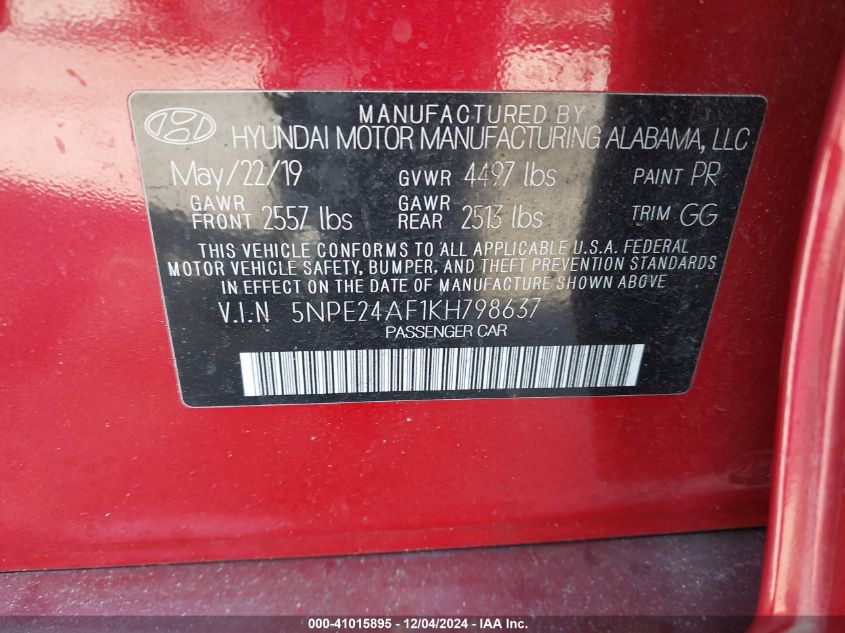 MANUFACTURED BY
HYUNDAI MOTOR MANUFACTURING ALABAMA, LLC
May/22/19 GVWR 4497 lbs PAINT PR
GAWR FRONT 2557 lbs GAWR REAR 2513 lbs TRIM GG
THIS VEHICLE CONFORMS TO ALL APPLICABLE U.S.A. FEDERAL
MOTOR VEHICLE SAFETY, BUMPER, AND THEFT PREVENTION STANDARDS
IN EFFECT ON THE DATE OF MANUFACTURE SHOWN ABOVE
V.I.N 5NPE24AF1KH798637
PASSENGER CAR
000-41015895 - 12/04/2024 - IAA Inc.